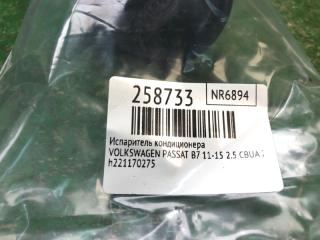 258733
NR6894
Испаритель кондиционера
VOLKSWAGEN PASSAT B7 11-15 2.5 CBUA
h221170275